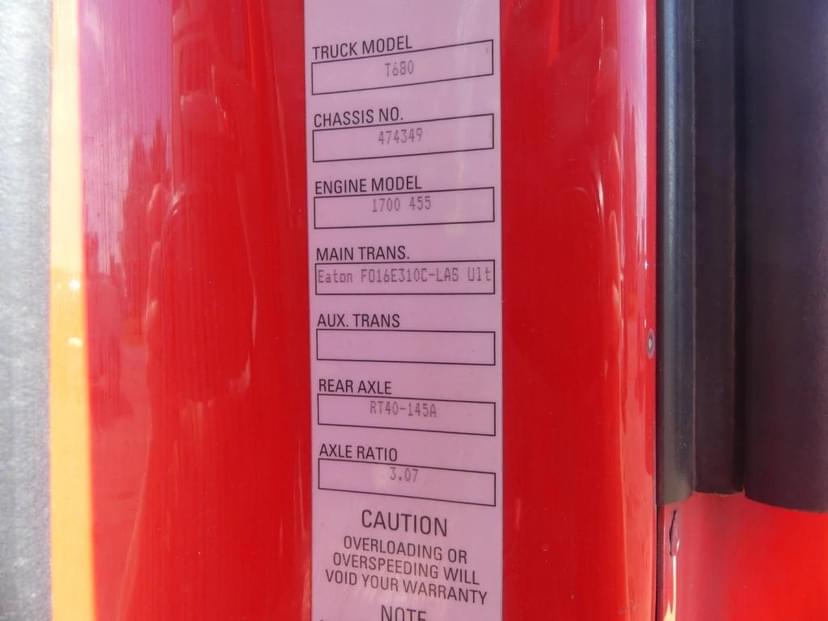 TRUCK MODEL
T680
CHASSIS NO.
474349
ENGINE MODEL
1700 455
MAIN TRANS.
Eaton FO16E310C-LAS Ult
AUX. TRANS
REAR AXLE
RT40-145A
AXLE RATIO
3.07
CAUTION
OVERLOADING OR
OVERSPEEDING WILL
VOID YOUR WARRANTY
NOTE